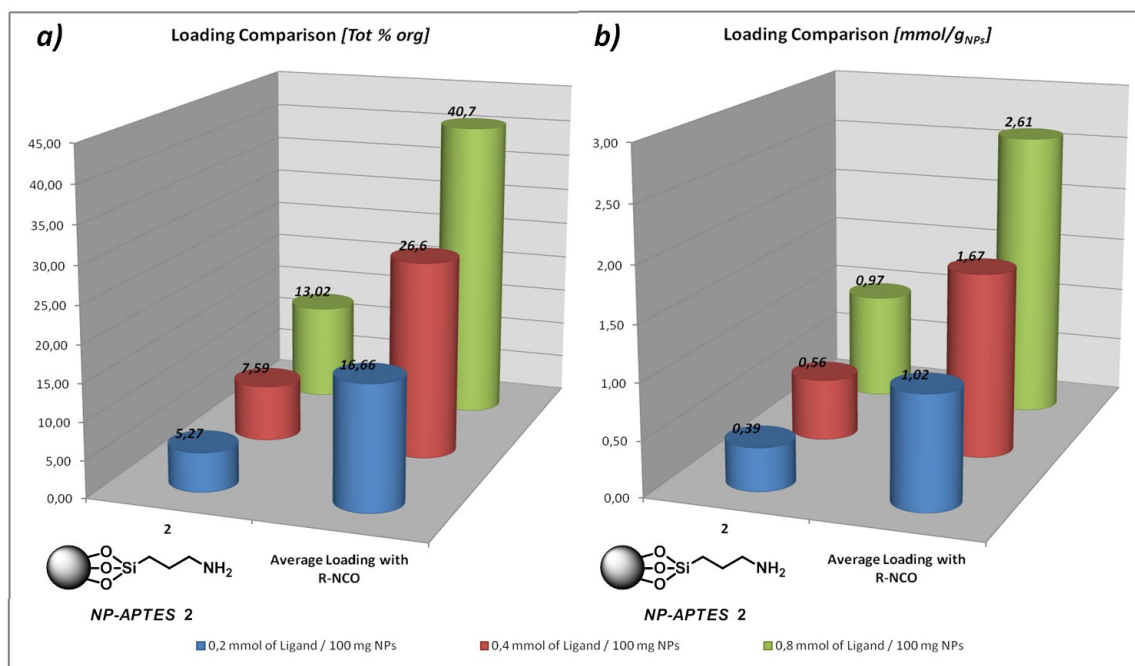 a)
Loading Comparison [Tot % org]
45,00
40,00
35,00
30,00
25,00
20,00
15,00
10,00
5,00
0,00
40,7
26,6
13,02
16,66
7,59
5,27
2
Average Loading with
R-NCO
O
O
O
Si
NH2
NP-APTES 2
b)
Loading Comparison [mmol/gNPs]
3,00
2,50
2,00
1,50
1,00
0,50
0,00
2,61
1,67
0,97
1,02
0,56
0,39
2
Average Loading with
R-NCO
O
O
O
Si
NH2
NP-APTES 2
0,2 mmol of Ligand / 100 mg NPs
0,4 mmol of Ligand / 100 mg NPs
0,8 mmol of Ligand / 100 mg NPs